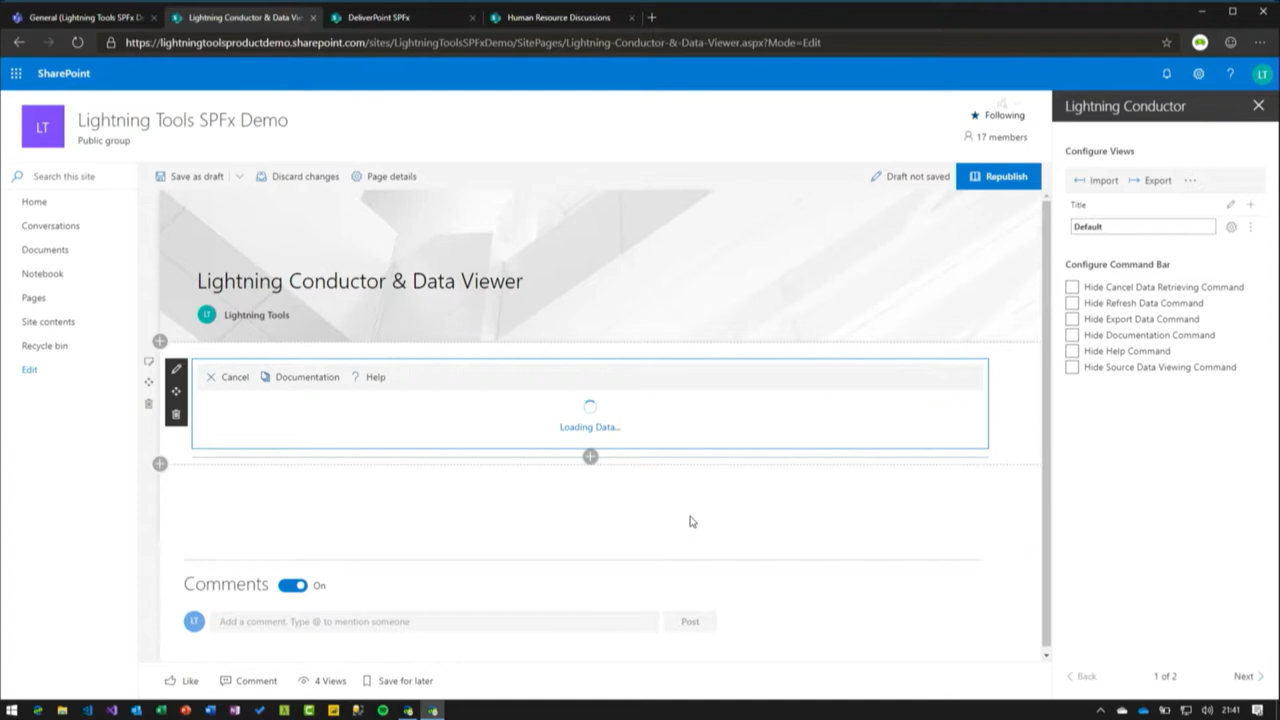 General (Lightning Tools SPFx D
Lightning Conductor & Data Vie
DeliverPoint SPFx
Human Resource Discussions
https://lightningtoolsproductdemo.sharepoint.com/sites/LightningToolsSPFxDemo/SitePages/Lightning-Conductor-&-Data-Viewer.aspx?Mode=Edit
SharePoint
? LT
LT
Lightning Tools SPFx Demo
Public group
Following
17 members
Search this site
Home
Conversations
Documents
Notebook
Pages
Site contents
Recycle bin
Edit
Save as draft
Discard changes
Page details
Draft not saved
Republish
Lightning Conductor & Data Viewer
LT Lightning Tools
Cancel Documentation ? Help
Loading Data...
Comments On
LT Add a comment. Type @ to mention someone
Post
Like
Comment
4 Views
Save for later
Lightning Conductor
Configure Views
Import Export ...
Title
Default
Configure Command Bar
Hide Cancel Data Retrieving Command
Hide Refresh Data Command
Hide Export Data Command
Hide Documentation Command
Hide Help Command
Hide Source Data Viewing Command
Back 1 of 2 Next
21:41